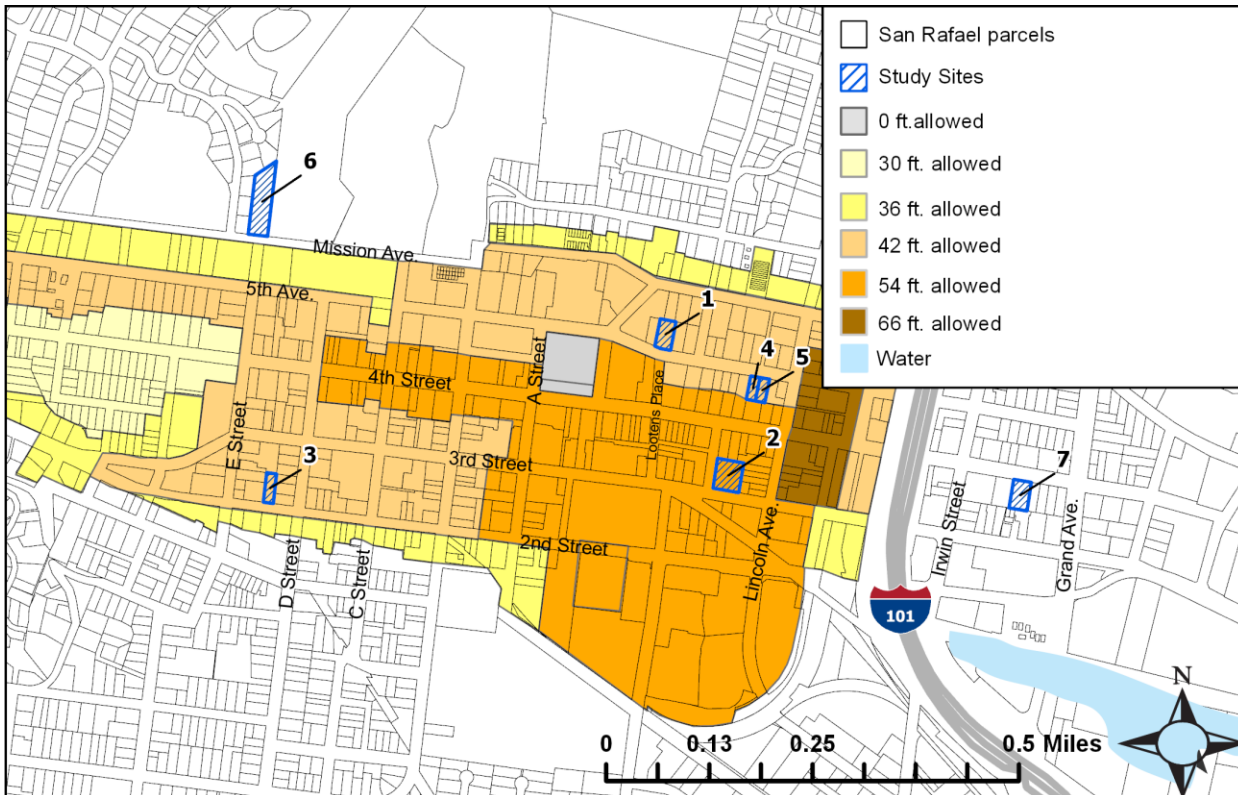 San Rafael parcels
Study Sites
0 ft.allowed
30 ft. allowed
36 ft. allowed
42 ft. allowed
54 ft. allowed
66 ft. allowed
Water
6
Mission Ave.
5th Ave.
1
4
5
4th Street
A Street
Lootens Place
E Street
3
3rd Street
2
7
2nd Street
Lincoln Ave.
Irwin Street
Grand Ave.
D Street
C Street
101
N
0 0.13 0.25 0.5 Miles